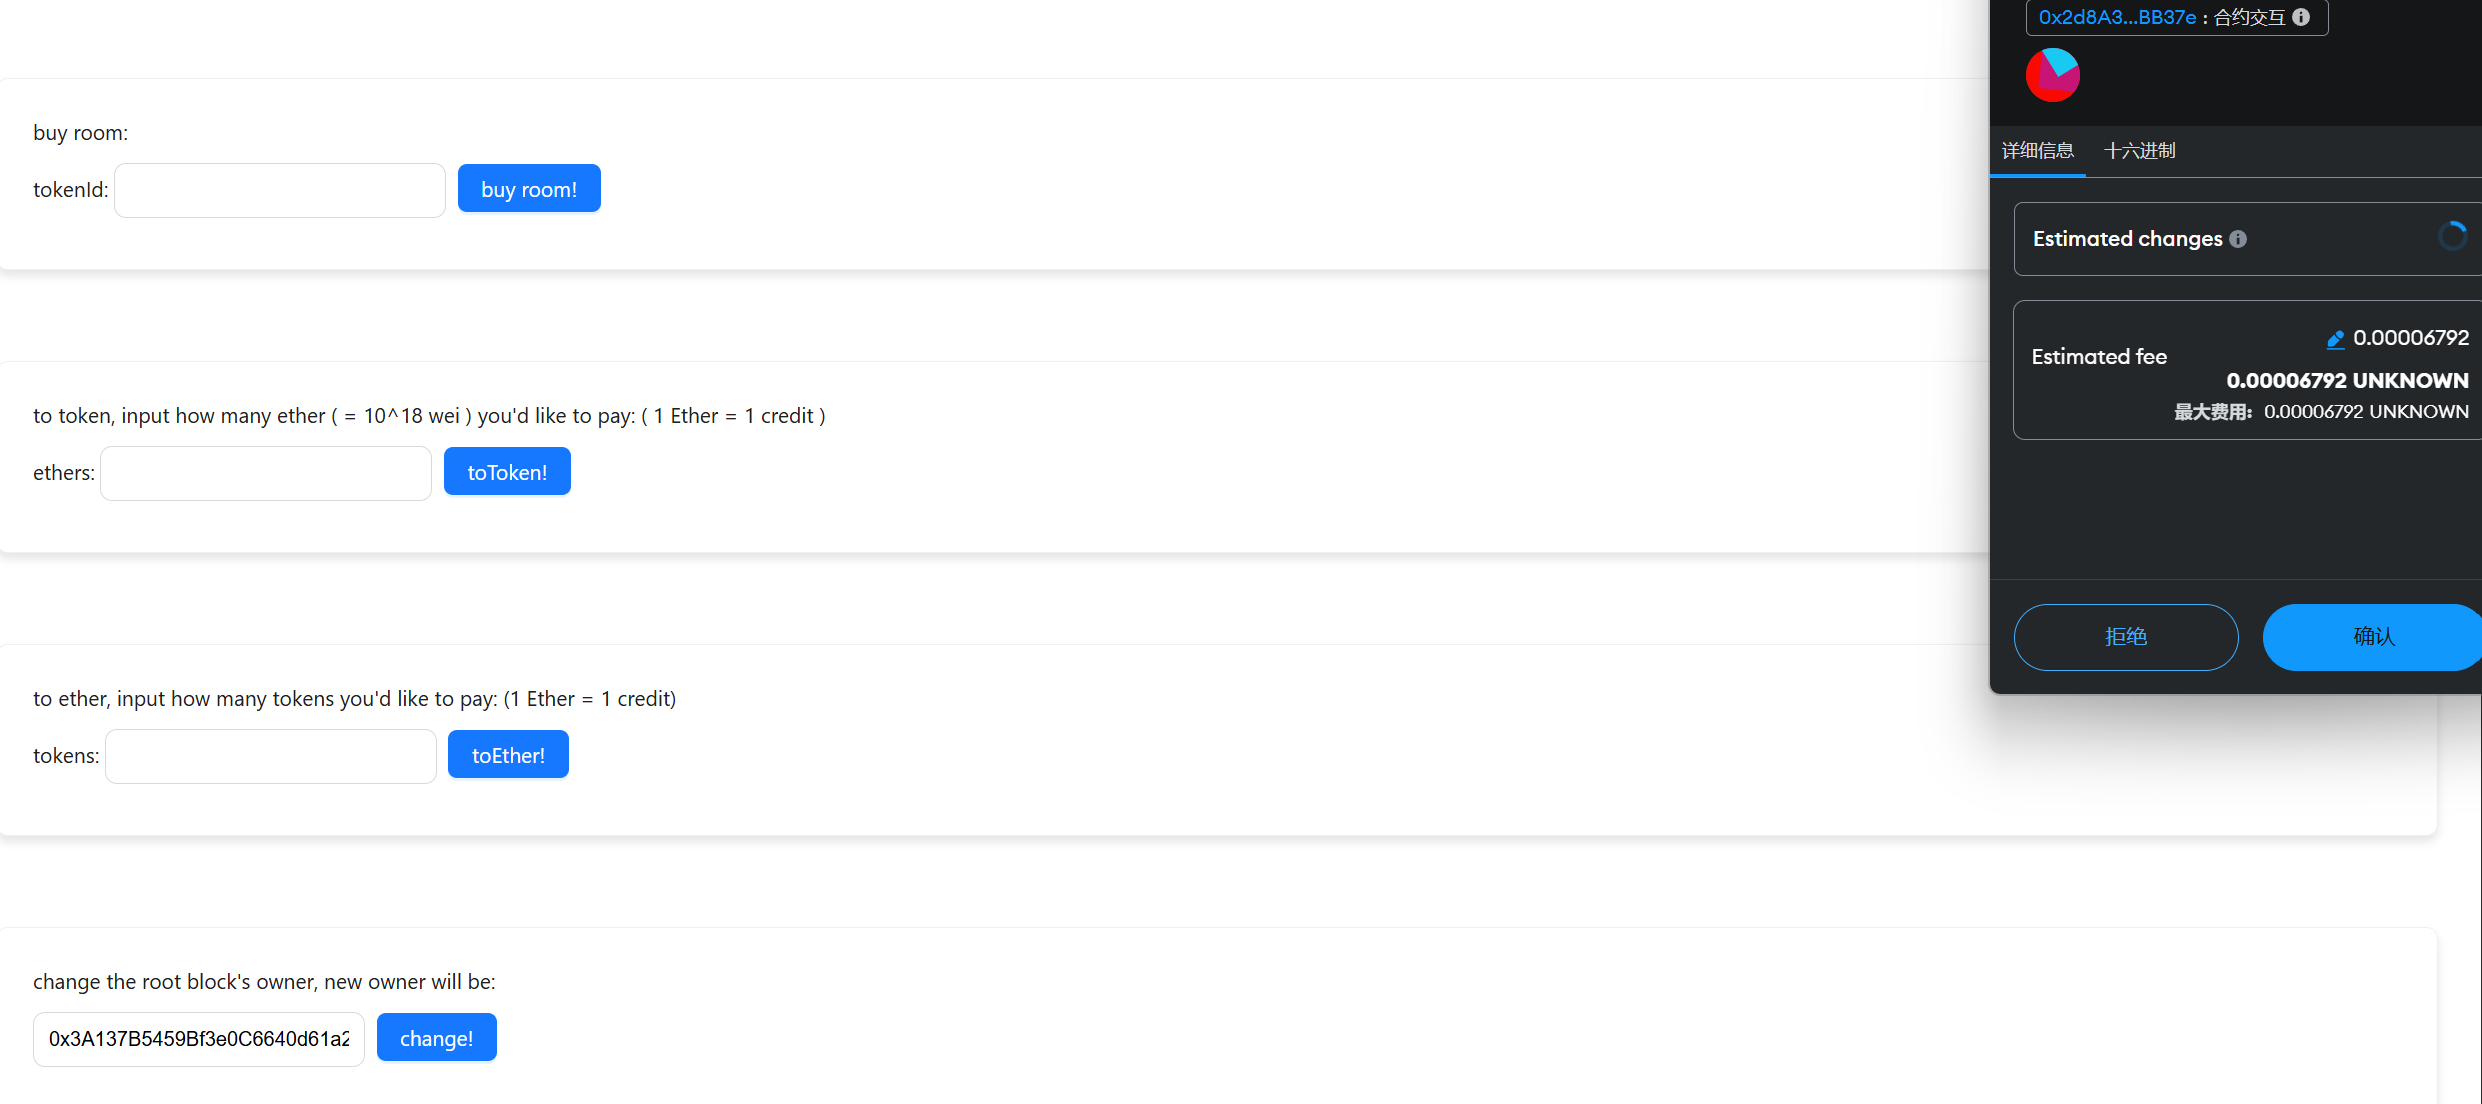 buy room:
tokenId:
buy room!
to token, input how many ether ( = 10^18 wei ) you'd like to pay: ( 1 Ether = 1 credit )
ethers:
toToken!
to ether, input how many tokens you'd like to pay: (1 Ether = 1 credit)
tokens:
toEther!
change the root block's owner, new owner will be:
0x3A137B5459Bf3e0C6640d61a2
change!
0x2d8A3...BB37e : 合约交互
详细信息
十六进制
Estimated changes
Estimated fee
0.00006792
0.00006792 UNKNOWN
最大费用: 0.00006792 UNKNOWN
拒绝
确认